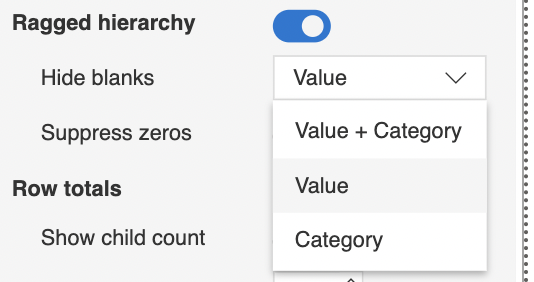 Ragged hierarchy
Hide blanks
Value
Value + Category
Suppress zeros
Value
Row totals
Show child count
Category